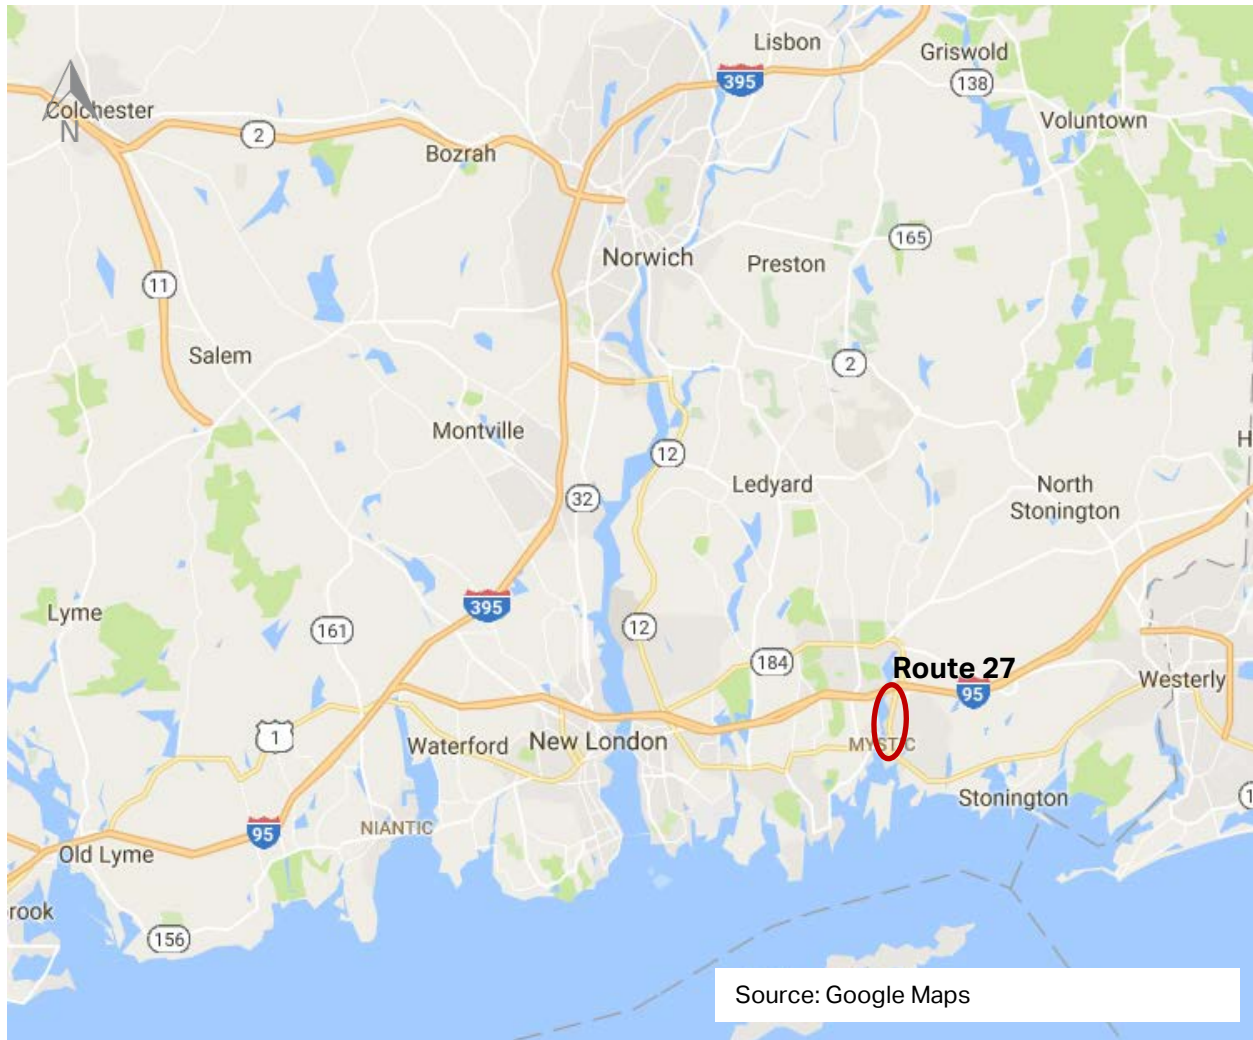 Lisbon
Griswold
395
138
Colchester
N
2
Voluntown
Bozrah
165
Norwich
Preston
11
Salem
2
Montville
H
12
Ledyard
North
Stonington
32
395
Lyme
161
12
184
Route 27
95
Westerly
1
Waterford
New London
MYSTIC
Stonington
1
95
NIANTIC
Old Lyme
rook
156
Source: Google Maps